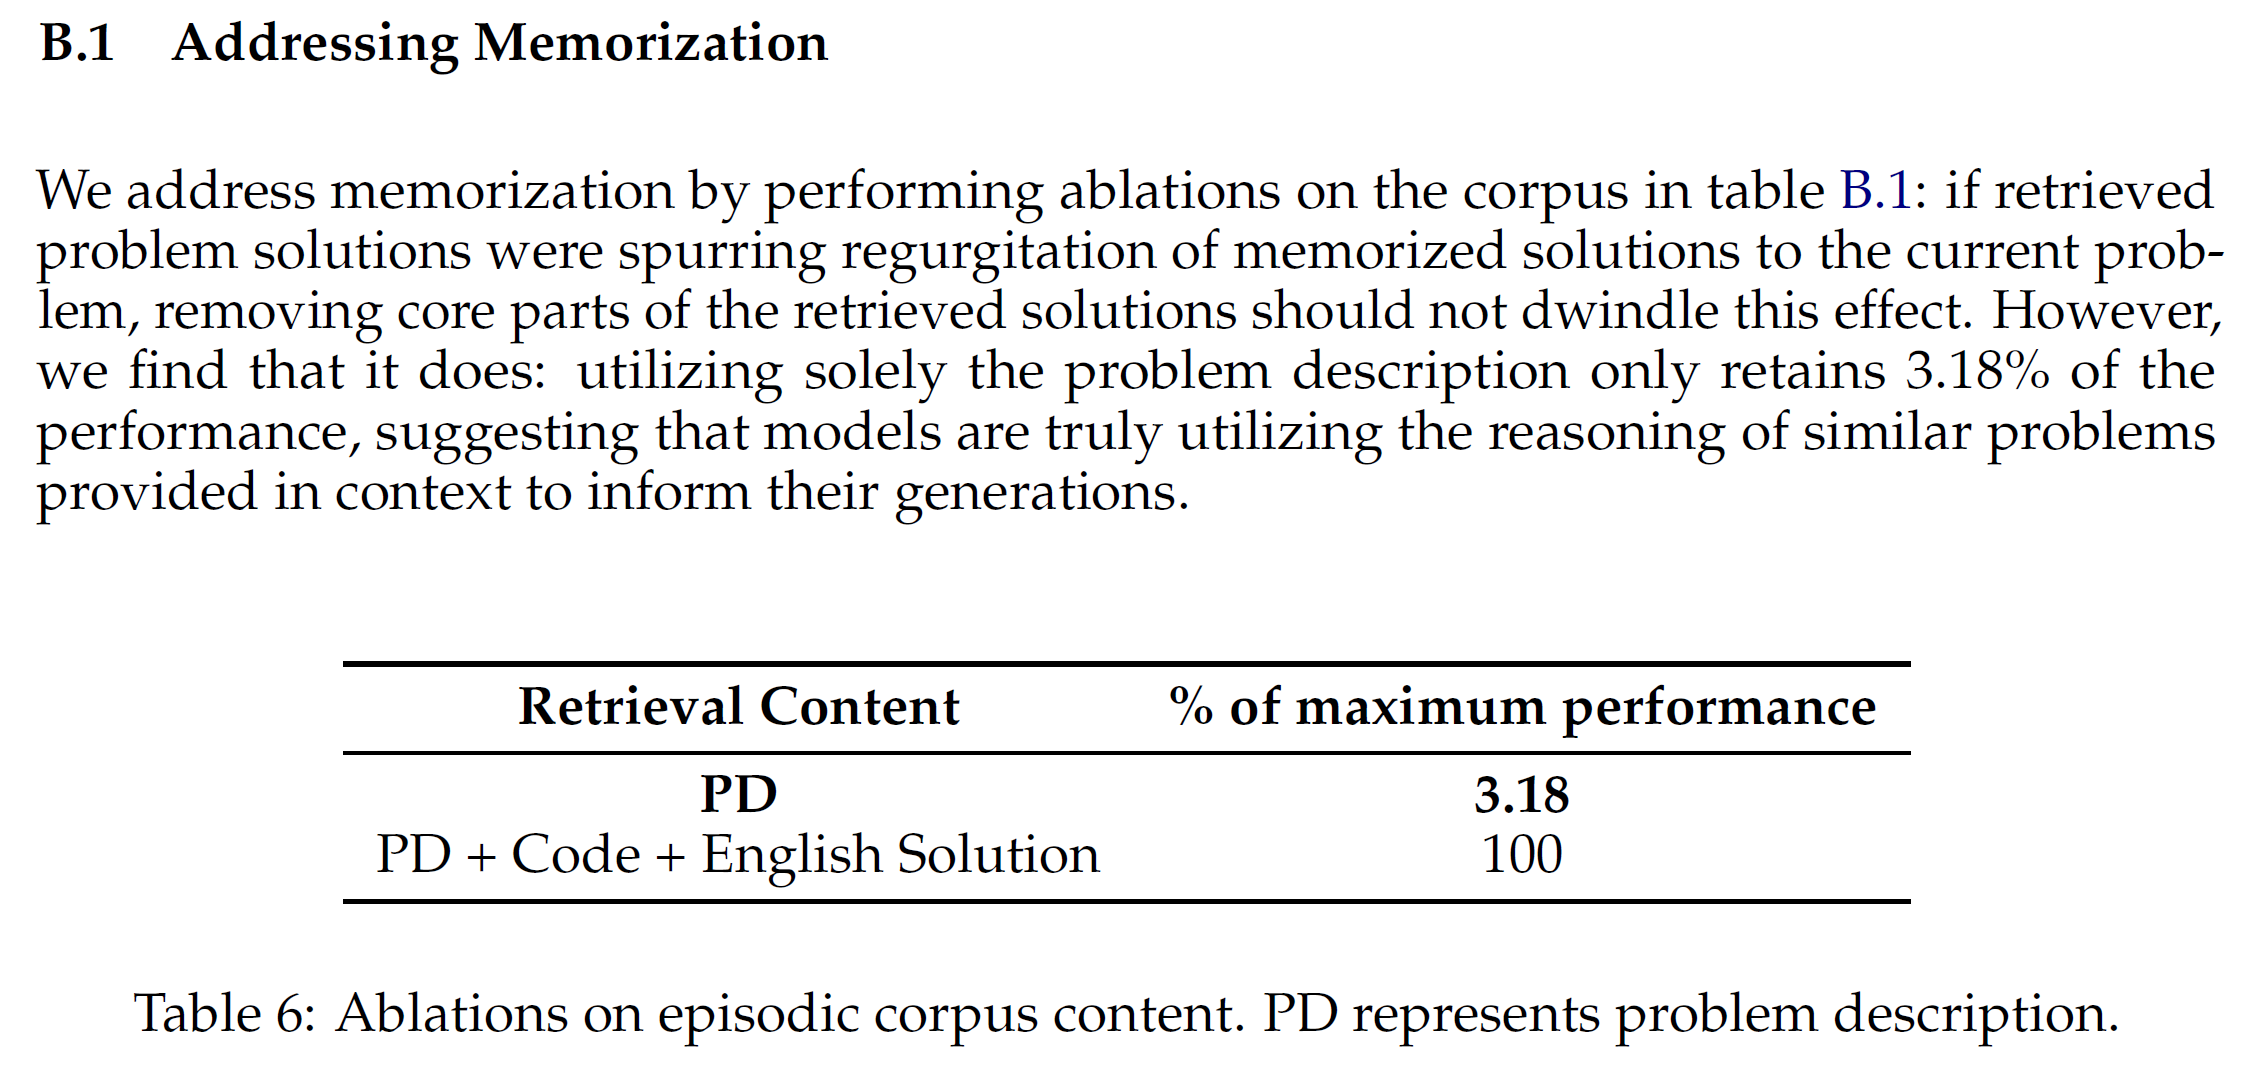 B.1 Addressing Memorization
We address memorization by performing ablations on the corpus in table B.1: if retrieved
problem solutions were spurring regurgitation of memorized solutions to the current prob-
lem, removing core parts of the retrieved solutions should not dwindle this effect. However,
we find that it does: utilizing solely the problem description only retains 3.18% of the
performance, suggesting that models are truly utilizing the reasoning of similar problems
provided in context to inform their generations.
Retrieval Content % of maximum performance
PD 3.18
PD + Code + English Solution 100
Table 6: Ablations on episodic corpus content. PD represents problem description.